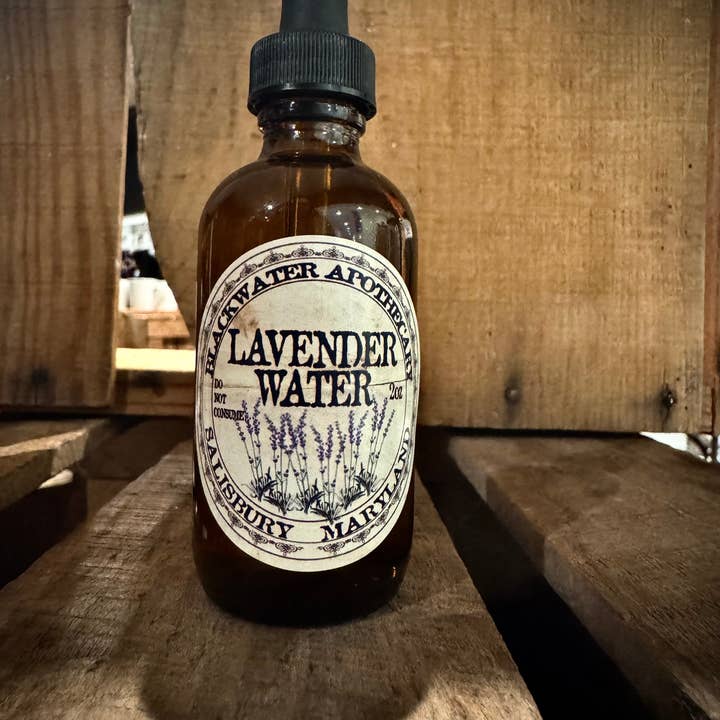 BLACKWATER APOTHECARY
LAVENDER
WATER
DO
NOT
CONSUME
2oz
SALISBURY MARYLAND